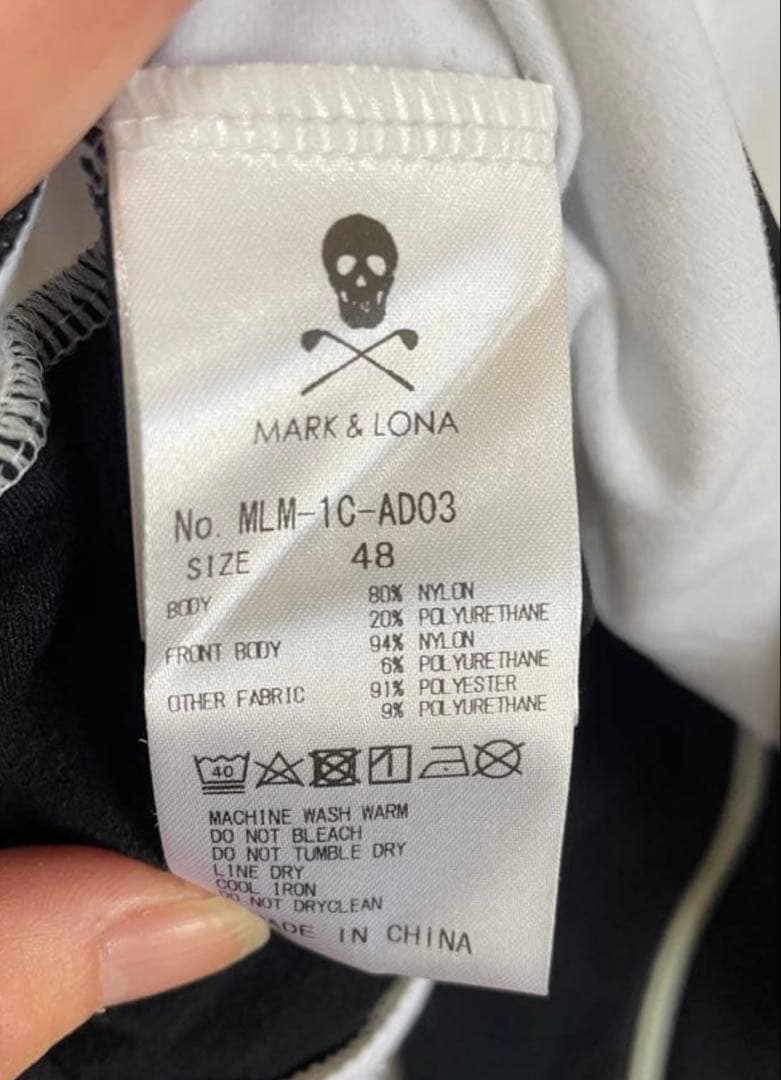 MARK & LONA
No. MLM-1C-AD03
SIZE 48
BODY 80% NYLON
20% POLYURETHANE
FRONT BODY 94% NYLON
6% POLYURETHANE
OTHER FABRIC 91% POLYESTER
9% POLYURETHANE
40
MACHINE WASH WARM
DO NOT BLEACH
DO NOT TUMBLE DRY
LINE DRY
COOL IRON
DO NOT DRYCLEAN
MADE IN CHINA